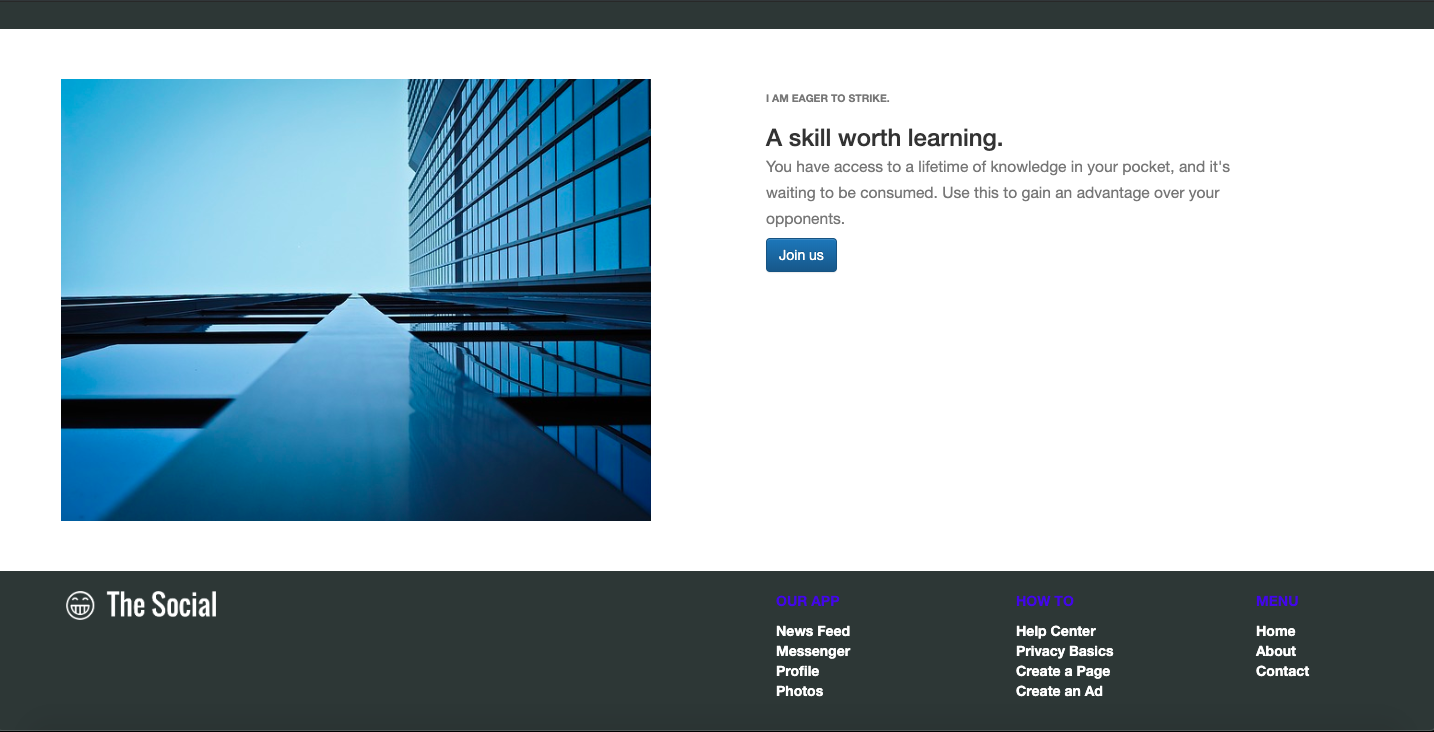 I AM EAGER TO STRIKE.
A skill worth learning.
You have access to a lifetime of knowledge in your pocket, and it's
waiting to be consumed. Use this to gain an advantage over your
opponents.
Join us
The Social
OUR APP
News Feed
Messenger
Profile
Photos
HOW TO
Help Center
Privacy Basics
Create a Page
Create an Ad
MENU
Home
About
Contact